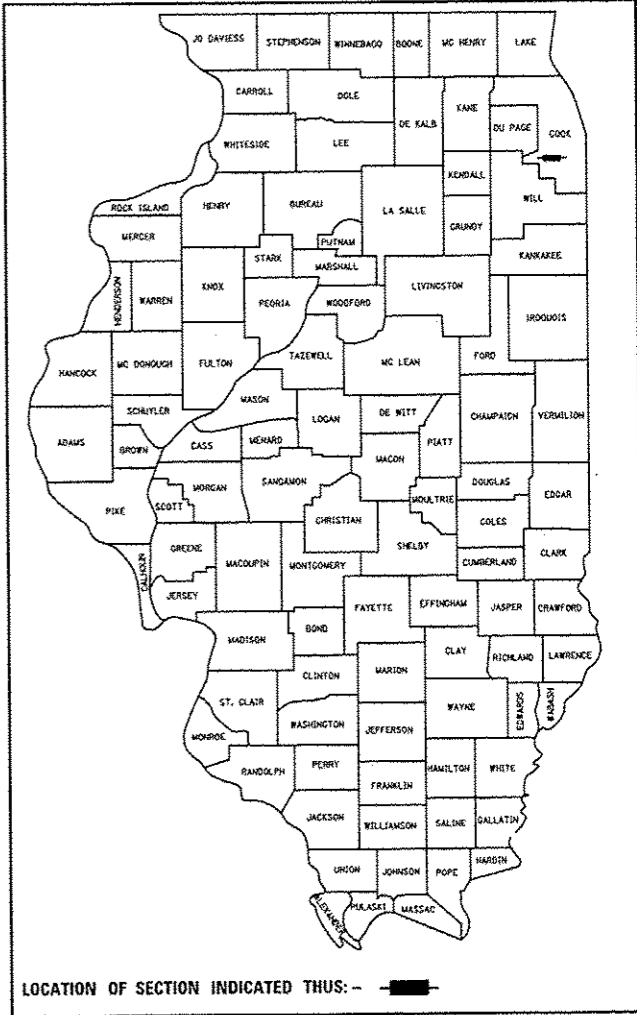 JO DAVIESS STEPHENSON WINNEBAGO BOONE MC HENRY LAKE
CARROLL OGLE DE KALB KANE DU PAGE COOK
WHITESIDE LEE KENDALL WILL
ROCK ISLAND HENRY BUREAU PUTNAM LA SALLE GRUNDY
MERCER STARK MARSHALL KANKAKEE
HENDERSON WARREN KNOX PEORIA WOODFORD LIVINGSTON IROQUOIS
HANCOCK MC DONOUGH FULTON TAZEWELL MC LEAN FORD
SCHUYLER MASON LOGAN DE WITT CHAMPAIGN VERMILION
ADAMS BROWN CASS MENARD MACON PIATT
PIKE SCOTT MORGAN SANGAMON CHRISTIAN MOULTRIE DOUGLAS EDGAR
COLES
CALHOUN GREENE MACOUPIN MONTGOMERY SHELBY CUMBERLAND CLARK
JERSEY FAYETTE EFFINGHAM JASPER CRAWFORD
MADISON BOND CLAY RICHLAND LAWRENCE
CLINTON MARION
ST. CLAIR WASHINGTON JEFFERSON WAYNE EDWARDS WABASH
MONROE RANDOLPH PERRY FRANKLIN HAMILTON WHITE
JACKSON WILLIAMSON SALINE GALLATIN
UNION JOHNSON POPE HARDIN
ALEXANDER PULASKI MASSAC
LOCATION OF SECTION INDICATED THUS: -